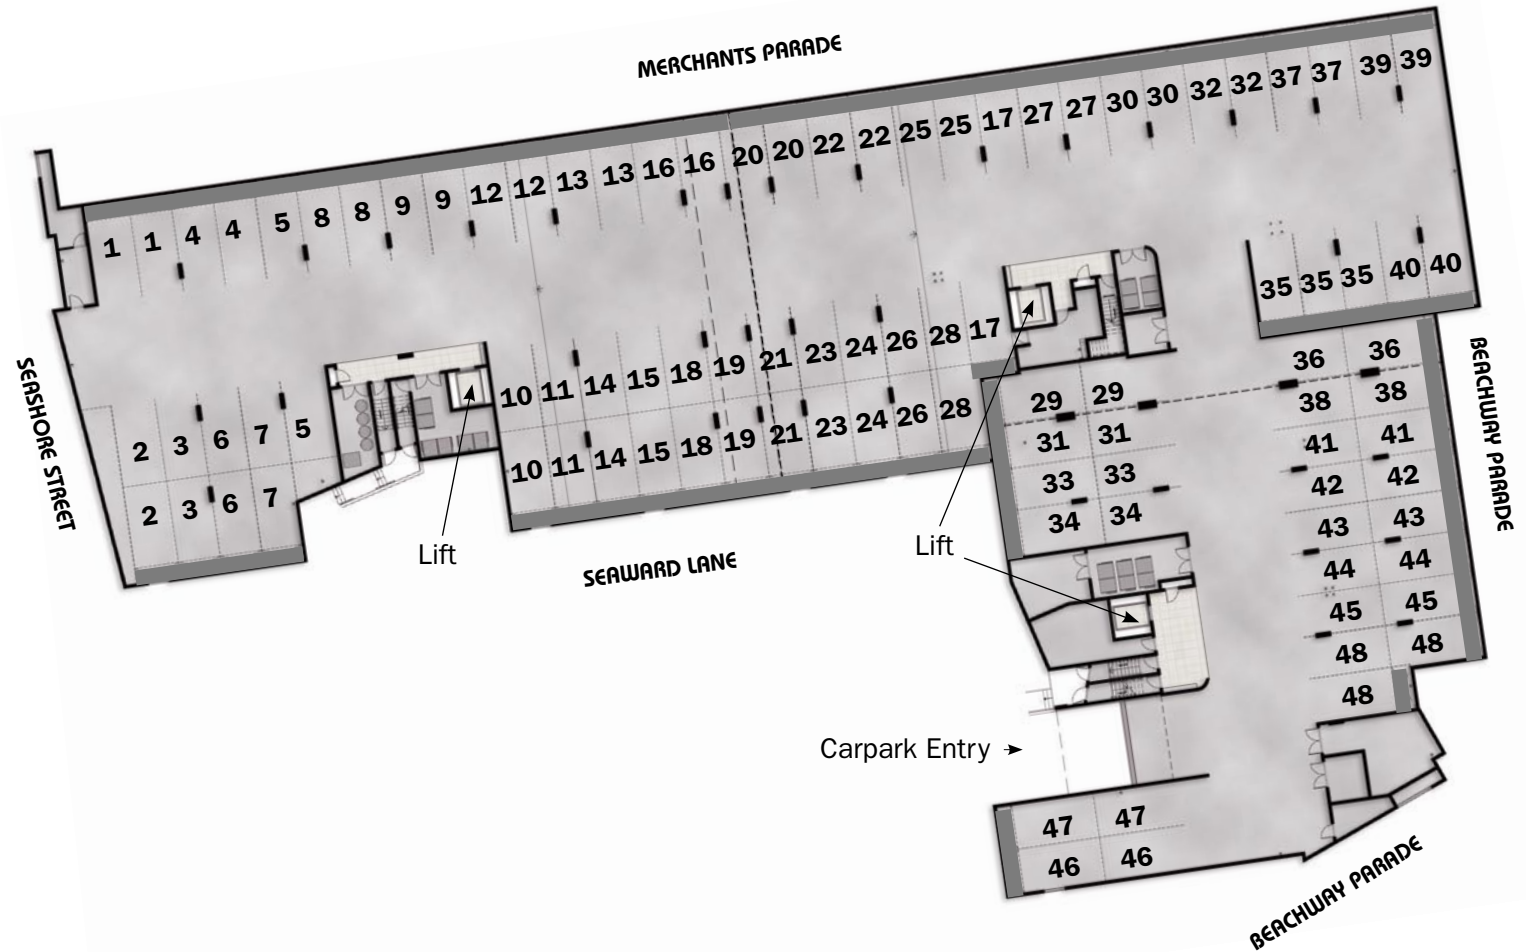 MERCHANTS PARADE
1 1 4 4 5 8 8 9 9 12 12 13 13 16 16 20 20 22 22 25 25 17 27 27 30 30 32 32 37 37 39 39
35 35 35 40 40
10 11 14 15 18 19 21 23 24 26 28 17
10 11 14 15 18 19 21 23 24 26 28
2 3 6 7 5
2 3 6 7
SEASHORE STREET
Lift
SEAWARD LANE
Lift
BEACHWAY PARADE
36 36
29 29
38 38
31 31
41 41
33 33
42 42
34 34
43 43
44 44
45 45
48 48
48
Carpark Entry
47 47
46 46
BEACHWAY PARADE